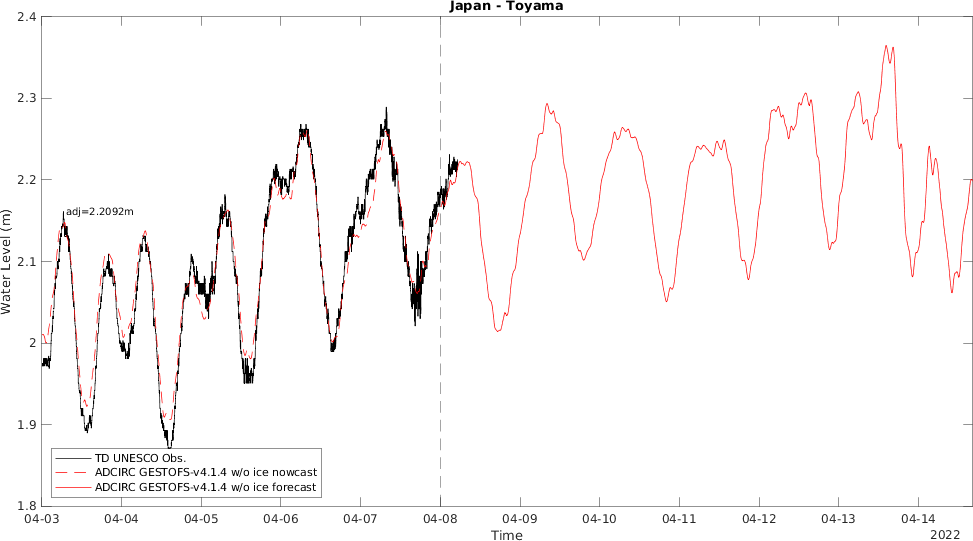 Japan - Toyama
Water Level (m)
2.4
2.3
2.2
2.1
2
1.9
1.8
adj=2.2092m
TD UNESCO Obs.
ADCIRC GESTOFS-v4.1.4 w/o ice nowcast
ADCIRC GESTOFS-v4.1.4 w/o ice forecast
04-03 04-04 04-05 04-06 04-07 04-08 04-09 04-10 04-11 04-12 04-13 04-14
Time
2022